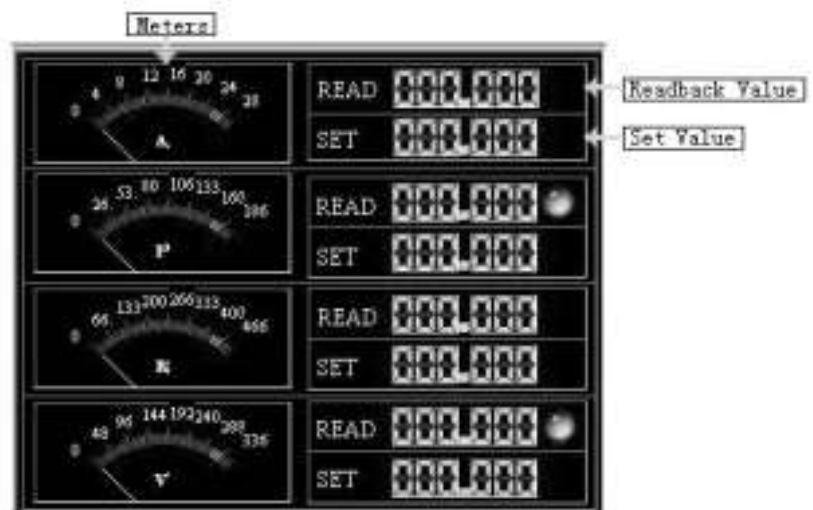 Meters
0 4 8 12 16 20 24 28
A
READ 000.000
Readback Value
SET 000.000
Set Value
0 26 53 80 106 133 160 186
P
READ 000.000
SET 000.000
0 66 133 200 266 333 400 466
R
READ 000.000
SET 000.000
0 48 96 144 192 240 288 336
V
READ 000.000
SET 000.000